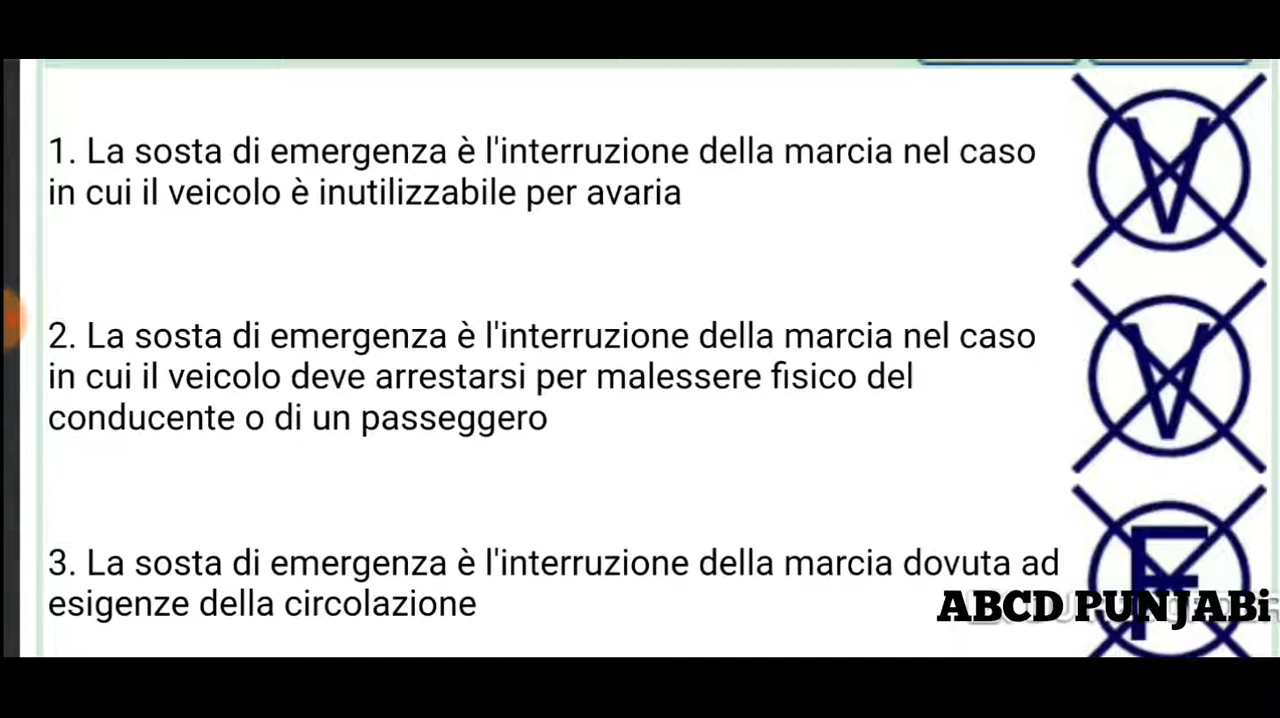 1. La sosta di emergenza è l'interruzione della marcia nel caso
in cui il veicolo è inutilizzabile per avaria
V
2. La sosta di emergenza è l'interruzione della marcia nel caso
in cui il veicolo deve arrestarsi per malessere fisico del
conducente o di un passeggero
V
3. La sosta di emergenza è l'interruzione della marcia dovuta ad
esigenze della circolazione
F
ABCD PUNJABi